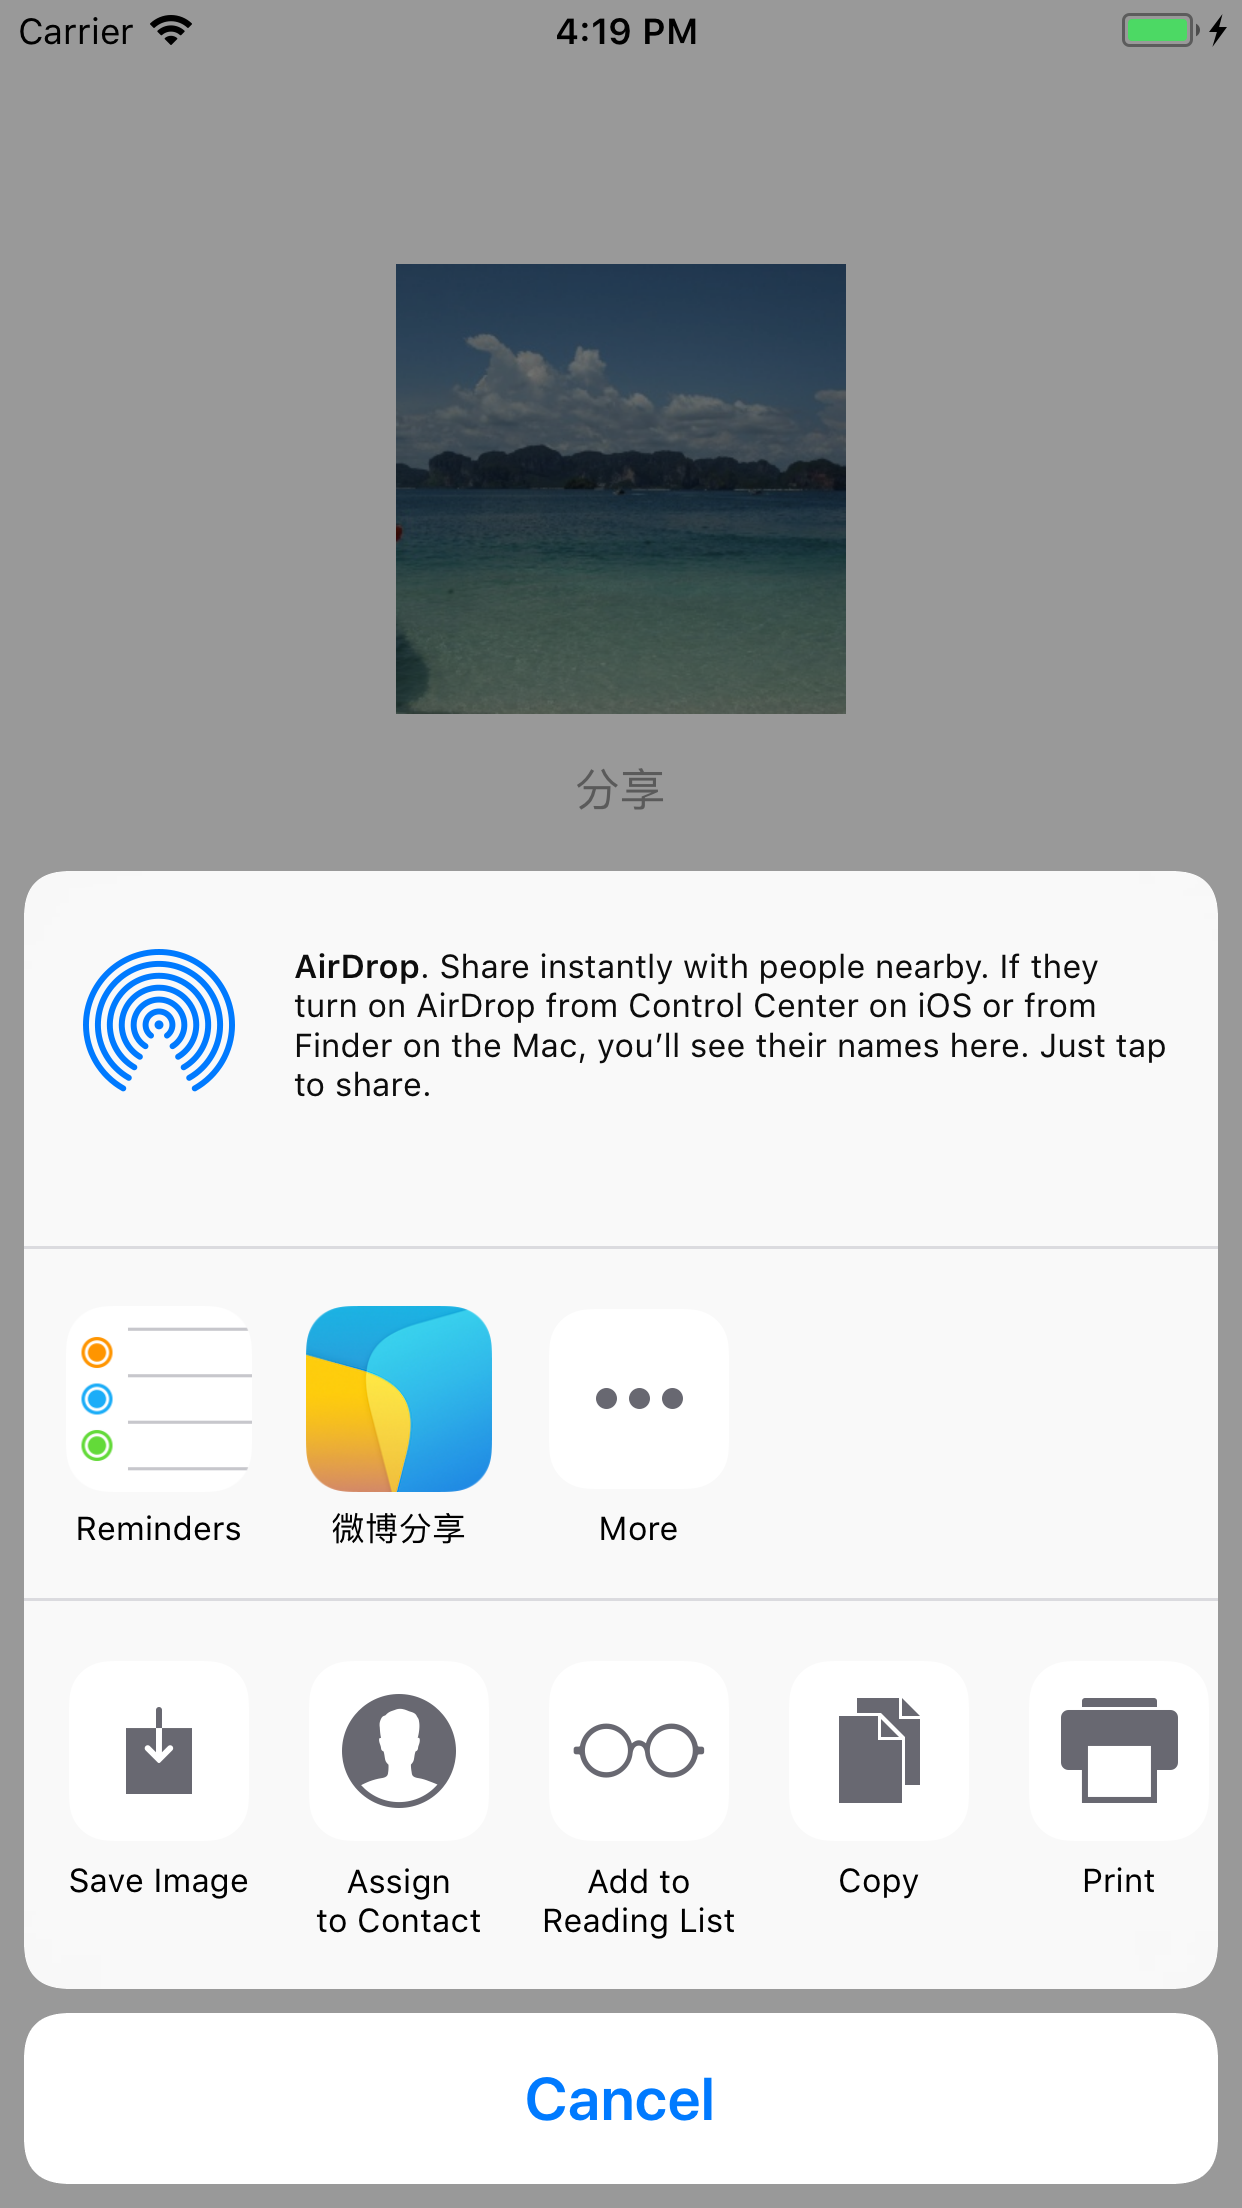 Carrier 4:19 PM
分享
AirDrop. Share instantly with people nearby. If they
turn on AirDrop from Control Center on iOS or from
Finder on the Mac, you’ll see their names here. Just tap
to share.
Reminders 微博分享 More
Save Image Assign Add to Copy Print
to Contact Reading List
Cancel